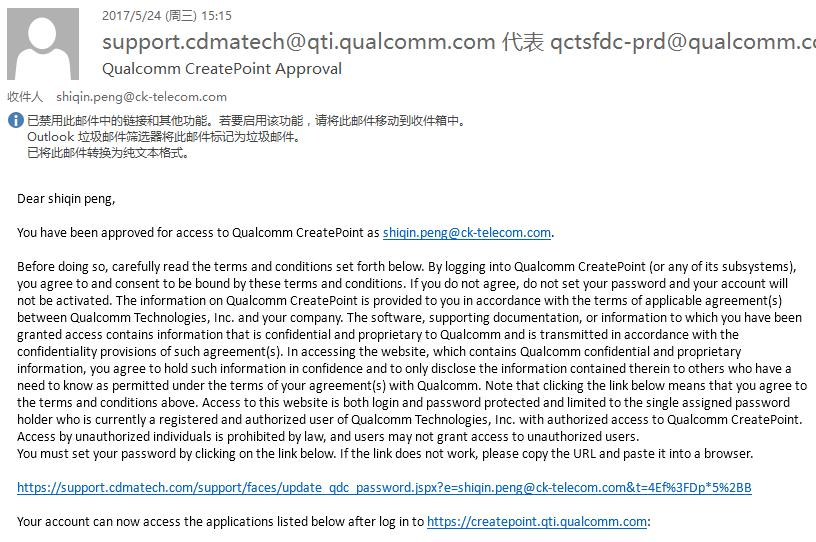 2017/5/24 (周三) 15:15
support.cdmatech@qti.qualcomm.com 代表 qctsfdc-prd@qualcomm.cc
Qualcomm CreatePoint Approval
收件人 shiqin.peng@ck-telecom.com
已禁用此邮件中的链接和其他功能。若要启用该功能，请将此邮件移动到收件箱中。
Outlook 垃圾邮件筛选器将此邮件标记为垃圾邮件。
已将此邮件转换为纯文本格式。
Dear shiqin peng,
You have been approved for access to Qualcomm CreatePoint as shiqin.peng@ck-telecom.com.
Before doing so, carefully read the terms and conditions set forth below. By logging into Qualcomm CreatePoint (or any of its subsystems),
you agree to and consent to be bound by these terms and conditions. If you do not agree, do not set your password and your account will
not be activated. The information on Qualcomm CreatePoint is provided to you in accordance with the terms of applicable agreement(s)
between Qualcomm Technologies, Inc. and your company. The software, supporting documentation, or information to which you have been
granted access contains information that is confidential and proprietary to Qualcomm and is transmitted in accordance with the
confidentiality provisions of such agreement(s). In accessing the website, which contains Qualcomm confidential and proprietary
information, you agree to hold such information in confidence and to only disclose the information contained therein to others who have a
need to know as permitted under the terms of your agreement(s) with Qualcomm. Note that clicking the link below means that you agree to
the terms and conditions above. Access to this website is both login and password protected and limited to the single assigned password
holder who is currently a registered and authorized user of Qualcomm Technologies, Inc. with authorized access to Qualcomm CreatePoint.
Access by unauthorized individuals is prohibited by law, and users may not grant access to unauthorized users.
You must set your password by clicking on the link below. If the link does not work, please copy the URL and paste it into a browser.
https://support.cdmatech.com/support/faces/update_qdc_password.jspx?e=shiqin.peng@ck-telecom.com&t=4Ef%3FDp*5%2BB
Your account can now access the applications listed below after log in to https://createpoint.qti.qualcomm.com: